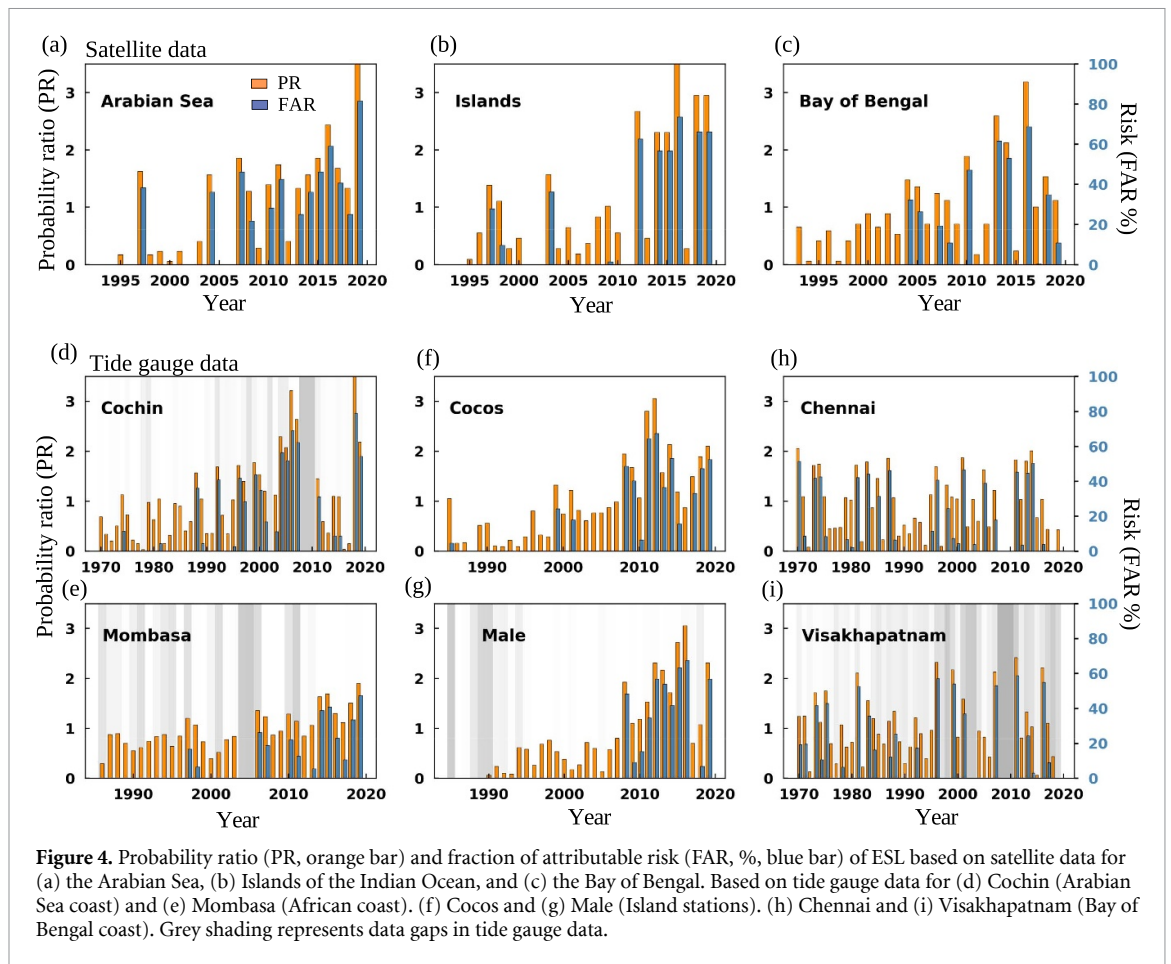 (a) Satellite data
(b)
(c)
Probability ratio (PR)
3
2
1
0
Arabian Sea
PR
FAR
1995 2000 2005 2010 2015 2020
Year
3
2
1
0
Islands
1995 2000 2005 2010 2015 2020
Year
3
2
1
0
Bay of Bengal
1995 2000 2005 2010 2015 2020
Year
100
80
60
40
20
0
Risk (FAR %)
(d) Tide gauge data
(f)
(h)
Probability ratio (PR)
3
2
1
0
Cochin
1970 1980 1990 2000 2010 2020
3
2
1
0
Cocos
1990 2000 2010 2020
3
2
1
0
Chennai
1970 1980 1990 2000 2010 2020
100
80
60
40
20
0
Risk (FAR %)
(e)
(g)
(i)
3
2
1
0
Mombasa
1990 2000 2010 2020
Year
3
2
1
0
Male
1990 2000 2010 2020
Year
3
2
1
0
Visakhapatnam
1970 1980 1990 2000 2010 2020
Year
100
80
60
40
20
0
Figure 4. Probability ratio (PR, orange bar) and fraction of attributable risk (FAR, %, blue bar) of ESL based on satellite data for
(a) the Arabian Sea, (b) Islands of the Indian Ocean, and (c) the Bay of Bengal. Based on tide gauge data for (d) Cochin (Arabian
Sea coast) and (e) Mombasa (African coast). (f) Cocos and (g) Male (Island stations). (h) Chennai and (i) Visakhapatnam (Bay of
Bengal coast). Grey shading represents data gaps in tide gauge data.